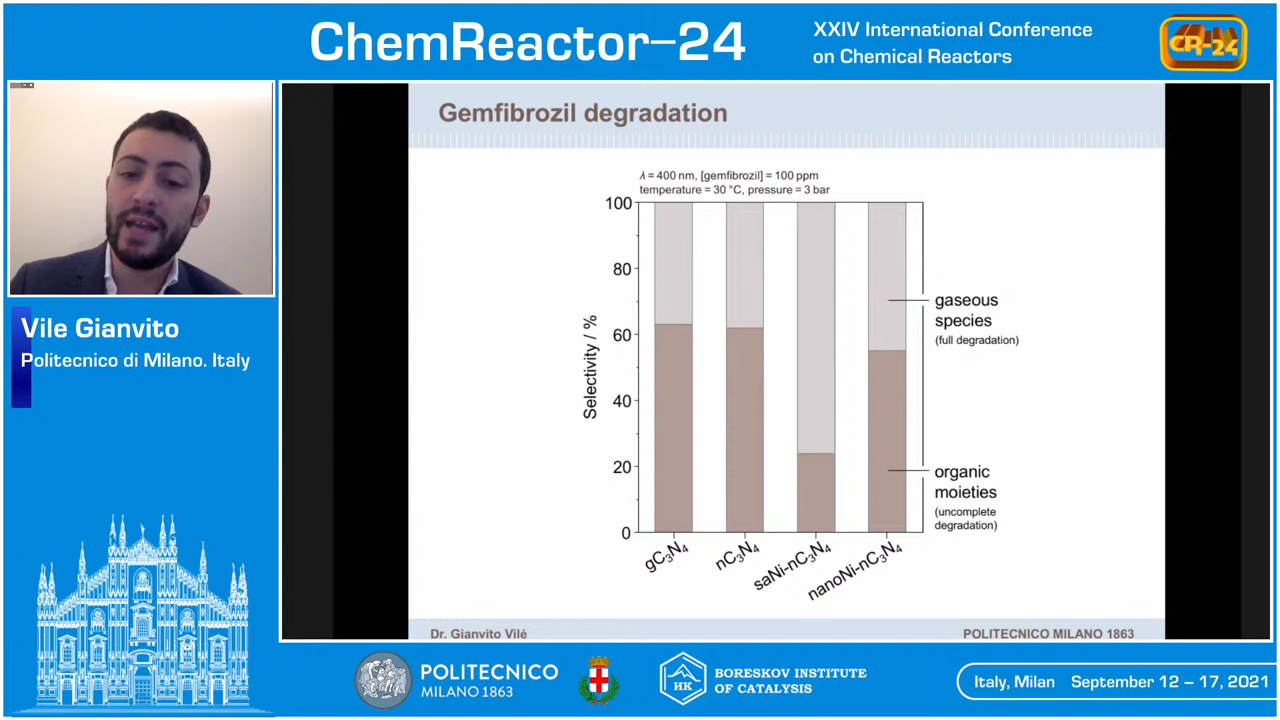 ChemReactor–24
XXIV International Conference
on Chemical Reactors
CR-24
Vile Gianvito
Politecnico di Milano. Italy
Gemfibrozil degradation
λ = 400 nm, [gemfibrozil] = 100 ppm
temperature = 30 °C, pressure = 3 bar
100
80
60
40
20
0
Selectivity / %
gC₃N₄
nC₃N₄
saNi-nC₃N₄
nanoNi-nC₃N₄
gaseous
species
(full degradation)
organic
moieties
(uncomplete
degradation)
Dr. Gianvito Vilé
POLITECNICO MILANO 1863
POLITECNICO
MILANO 1863
НК
BORESKOV INSTITUTE
OF CATALYSIS
Italy, Milan September 12 – 17, 2021